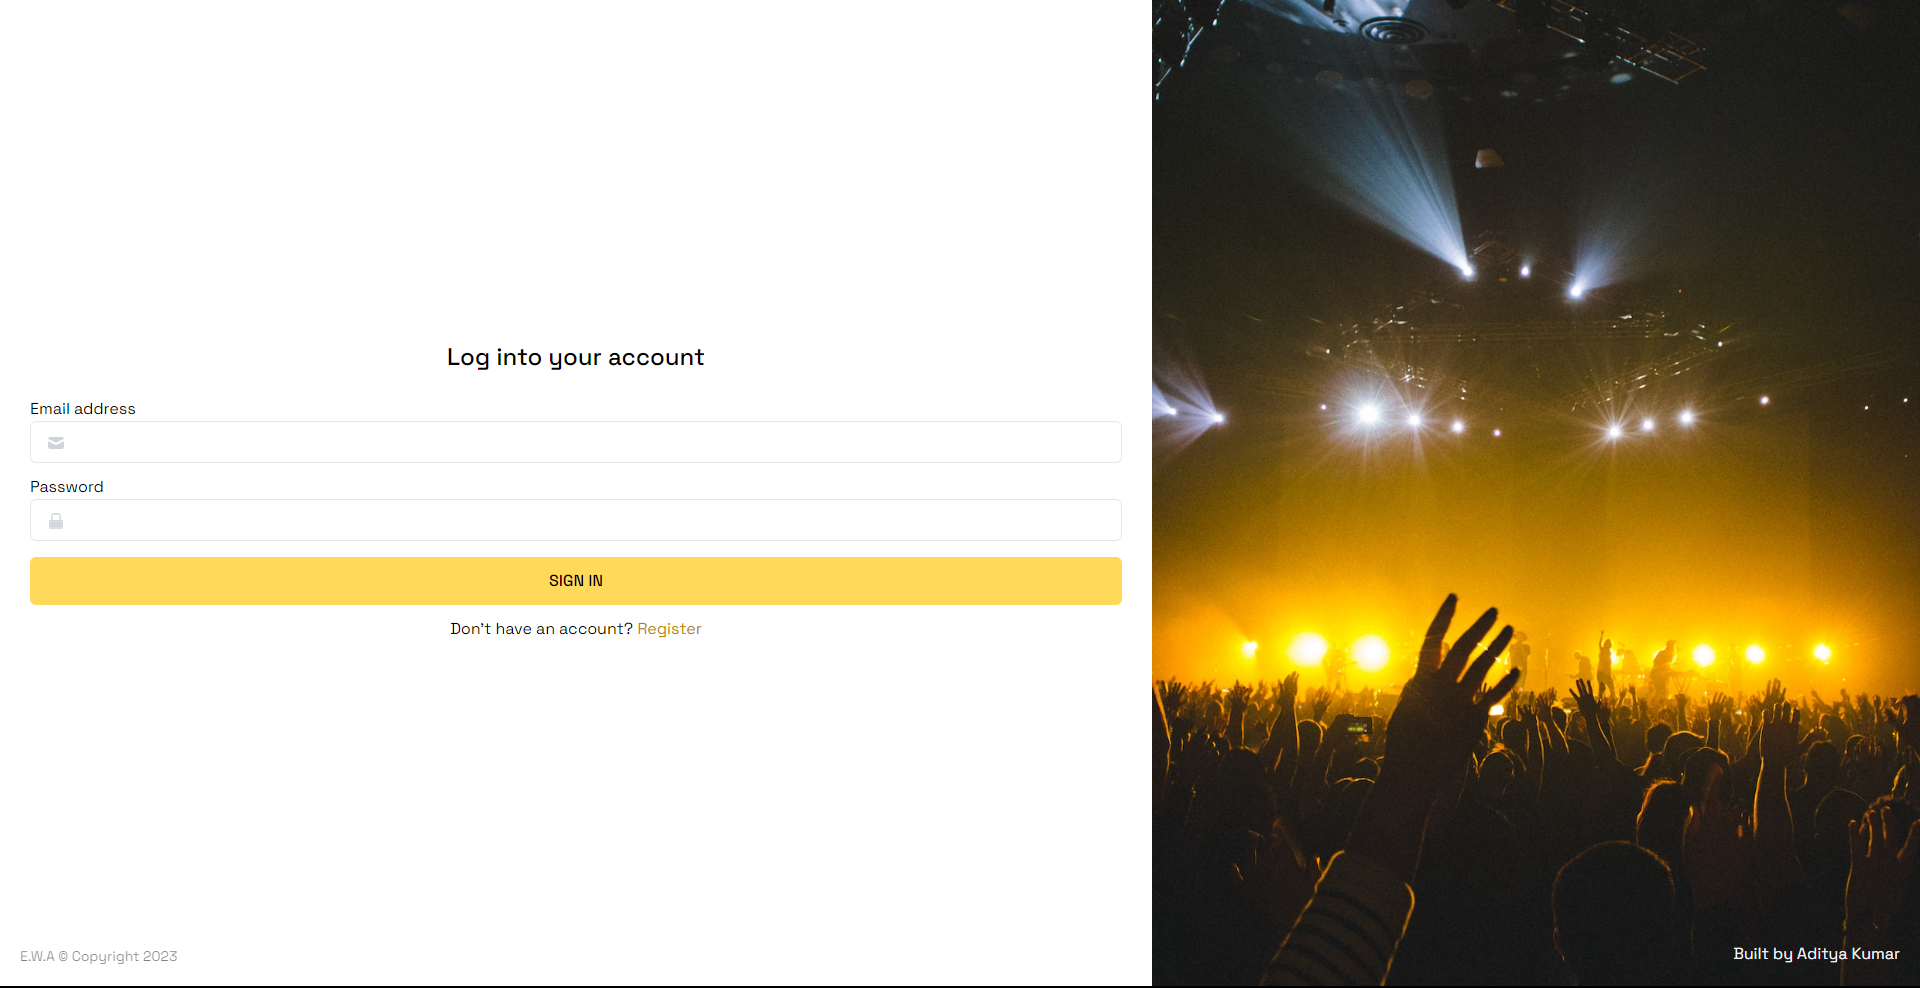 Log into your account
Email address
Password
SIGN IN
Don't have an account? Register
E.W.A © Copyright 2023
Built by Aditya Kumar